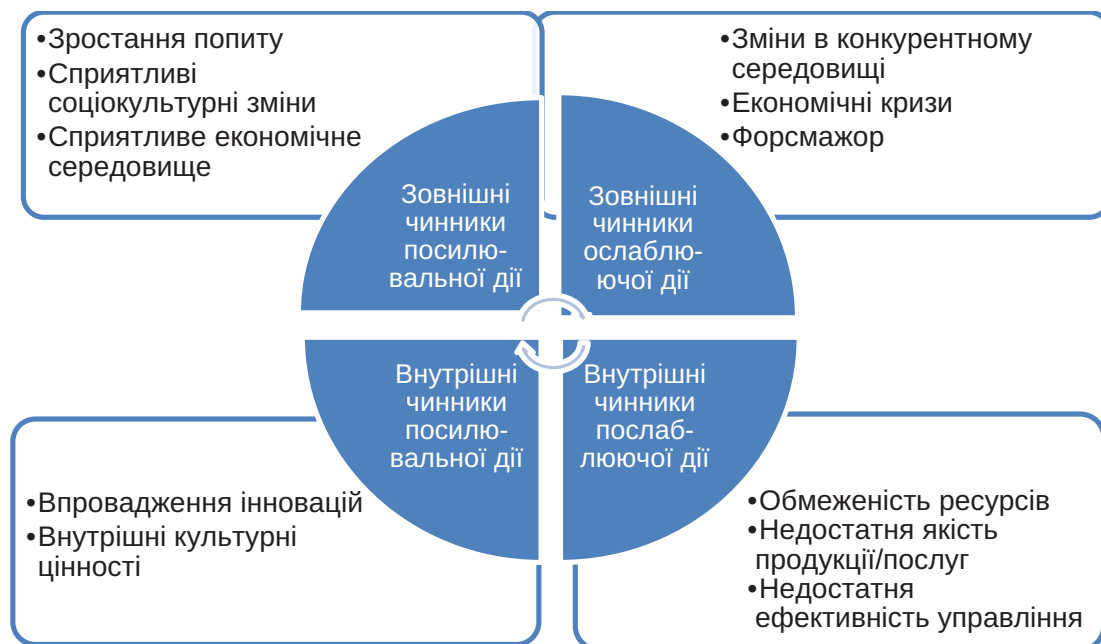 •Зростання попиту
•Сприятливі
соціокультурні зміни
•Сприятливе економічне
середовище
•Зміни в конкурентному
середовищі
•Економічні кризи
•Форсмажор
Зовнішні
чинники
посилю-
вальної дії
Зовнішні
чинники
ослаблю-
ючої дії
Внутрішні
чинники
посилю-
вальної дії
Внутрішні
чинники
послаб-
люючої дії
•Впровадження інновацій
•Внутрішні культурні
цінності
•Обмеженість ресурсів
•Недостатня якість
продукції/послуг
•Недостатня
ефективність управління